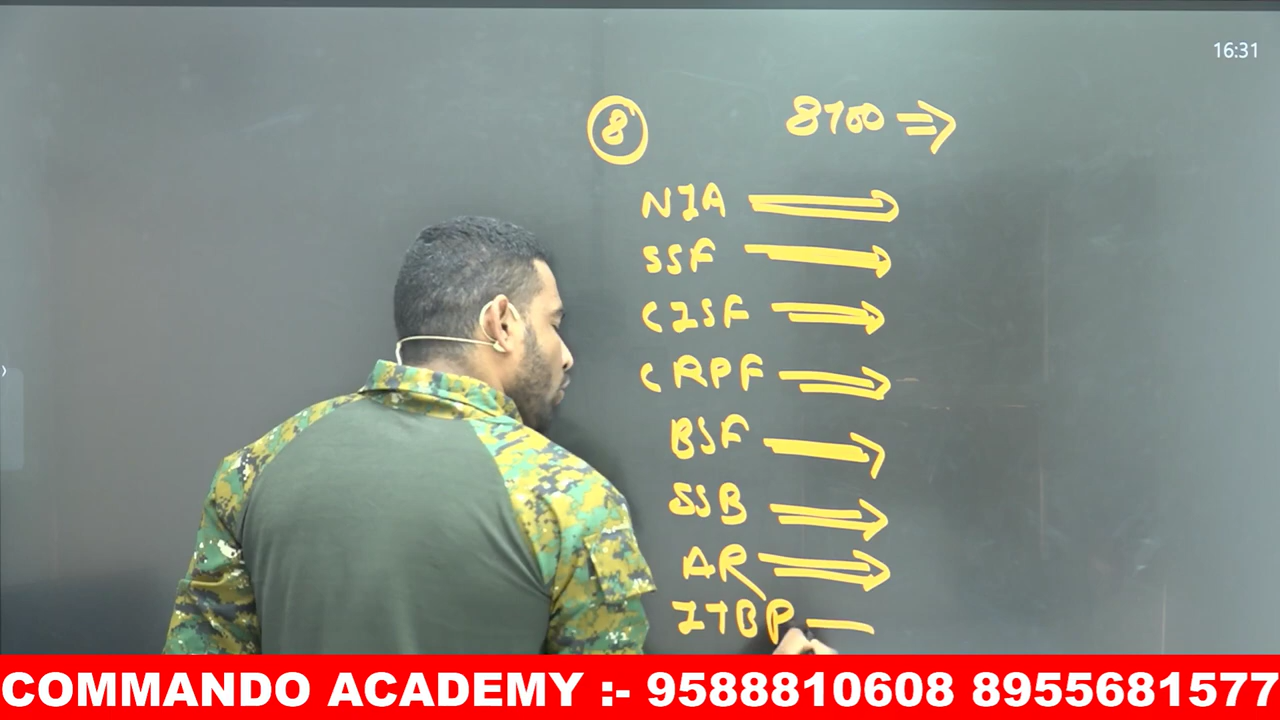 16:31
8 8700 ⇒
NIA
SSF
CISF
CRPF
BSF
SSB
AR
ITBP
COMMANDO ACADEMY :- 9588810608 8955681577